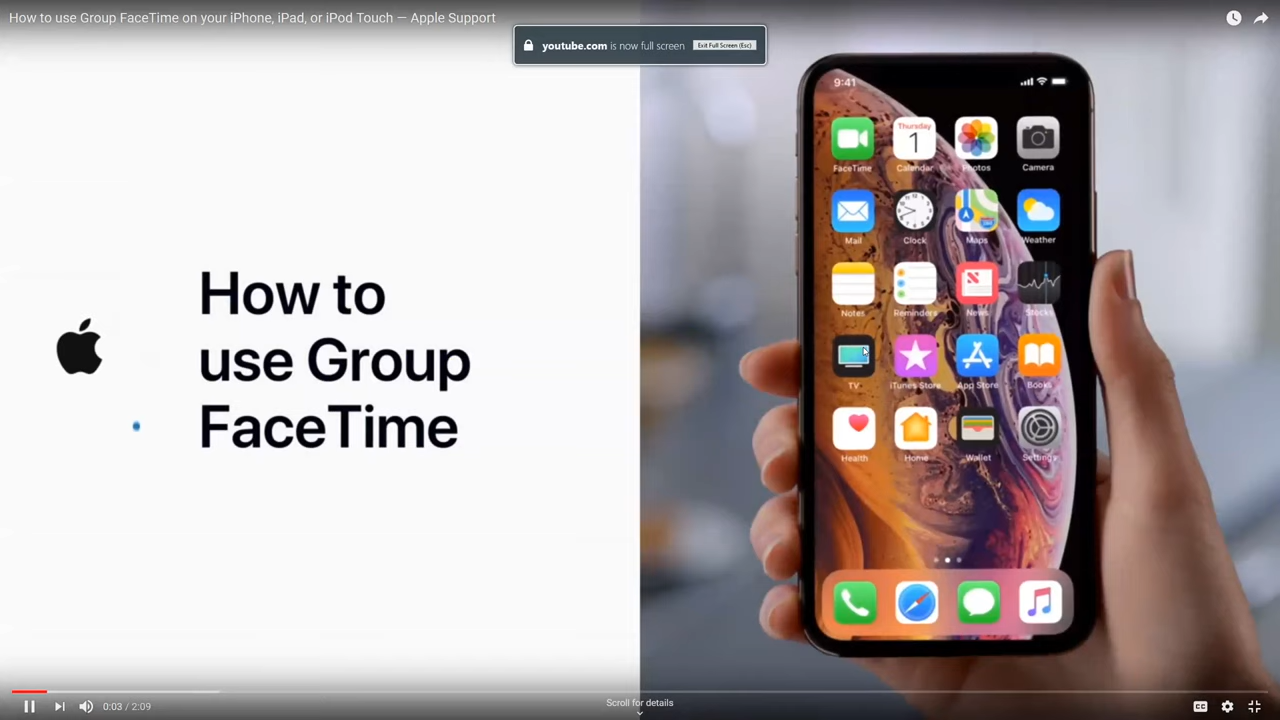 How to use Group FaceTime on your iPhone, iPad, or iPod Touch — Apple Support
youtube.com is now full screen Exit Full Screen (Esc)
9:41
Thursday
1
FaceTime Calendar Photos Camera
Mail Clock Maps Weather
Notes Reminders News Stocks
TV iTunes Store App Store Books
Health Home Wallet Settings
How to
use Group
FaceTime
0:03 / 2:09
Scroll for details
CC